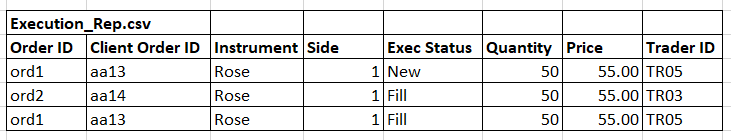 Execution_Rep.csv
Order ID Client Order ID Instrument Side Exec Status Quantity Price Trader ID
ord1 aa13 Rose 1 New 50 55.00 TR05
ord2 aa14 Rose 1 Fill 50 55.00 TR03
ord1 aa13 Rose 1 Fill 50 55.00 TR05